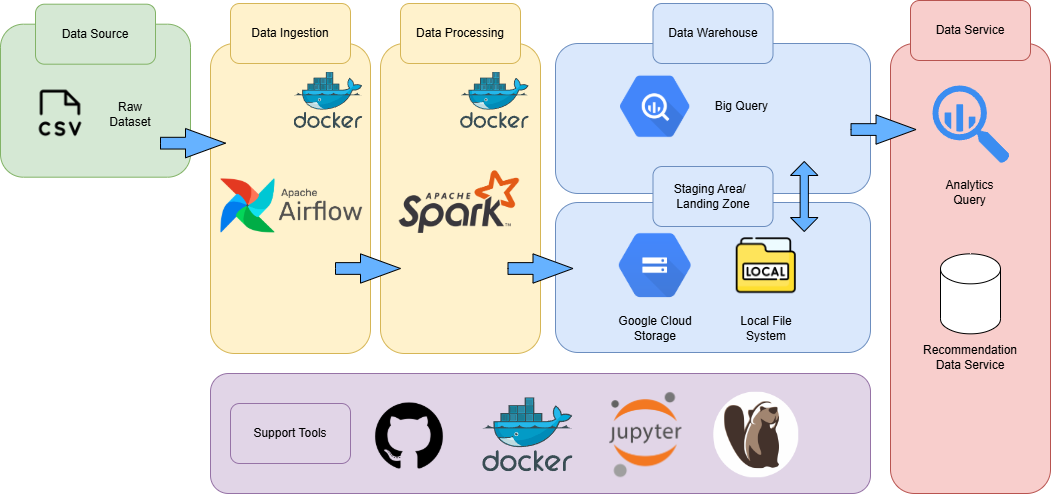 Data Source
CSV
Raw
Dataset
Data Ingestion
docker
Apache
Airflow
Data Processing
docker
APACHE
Spark
TM
Data Warehouse
Big Query
Staging Area/
Landing Zone
LOCAL
Google Cloud
Storage
Local File
System
Data Service
Analytics
Query
Recommendation
Data Service
Support Tools
docker
jupyter